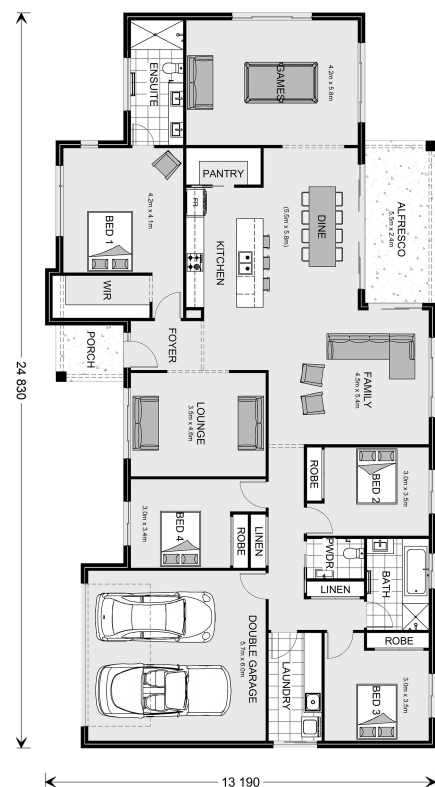 ENSUITE
GAMES
4.2m x 5.8m
PANTRY
FR
4.2m x 4.1m
BED 1
WIR
KITCHEN
DINE
(5.5m x 5.8m)
ALFRESCO
5.5m x 2.4m
PORCH
FOYER
FAMILY
4.5m x 5.4m
LOUNGE
3.5m x 4.6m
ROBE
BED 2
3.0m x 3.5m
BED 4
3.0m x 3.4m
ROBE
LINEN
PWDR
BATH
LINEN
DOUBLE GARAGE
5.7m x 6.0m
LAUNDRY
ROBE
BED 3
3.0m x 3.5m
24 830
13 190